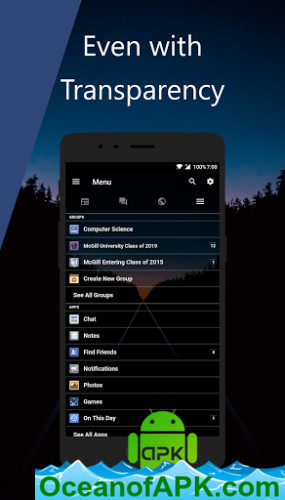 Even with
Transparency
100% 7:00
Menu
GROUPS
Computer Science
McGill University Class of 2019 12
McGill Entering Class of 2015 1
Create New Group
See All Groups
APPS
Chat
Notes
Find Friends 4
Notifications
Photos
Games
On This Day 1
See All Apps
APK
OceanofAPK.com